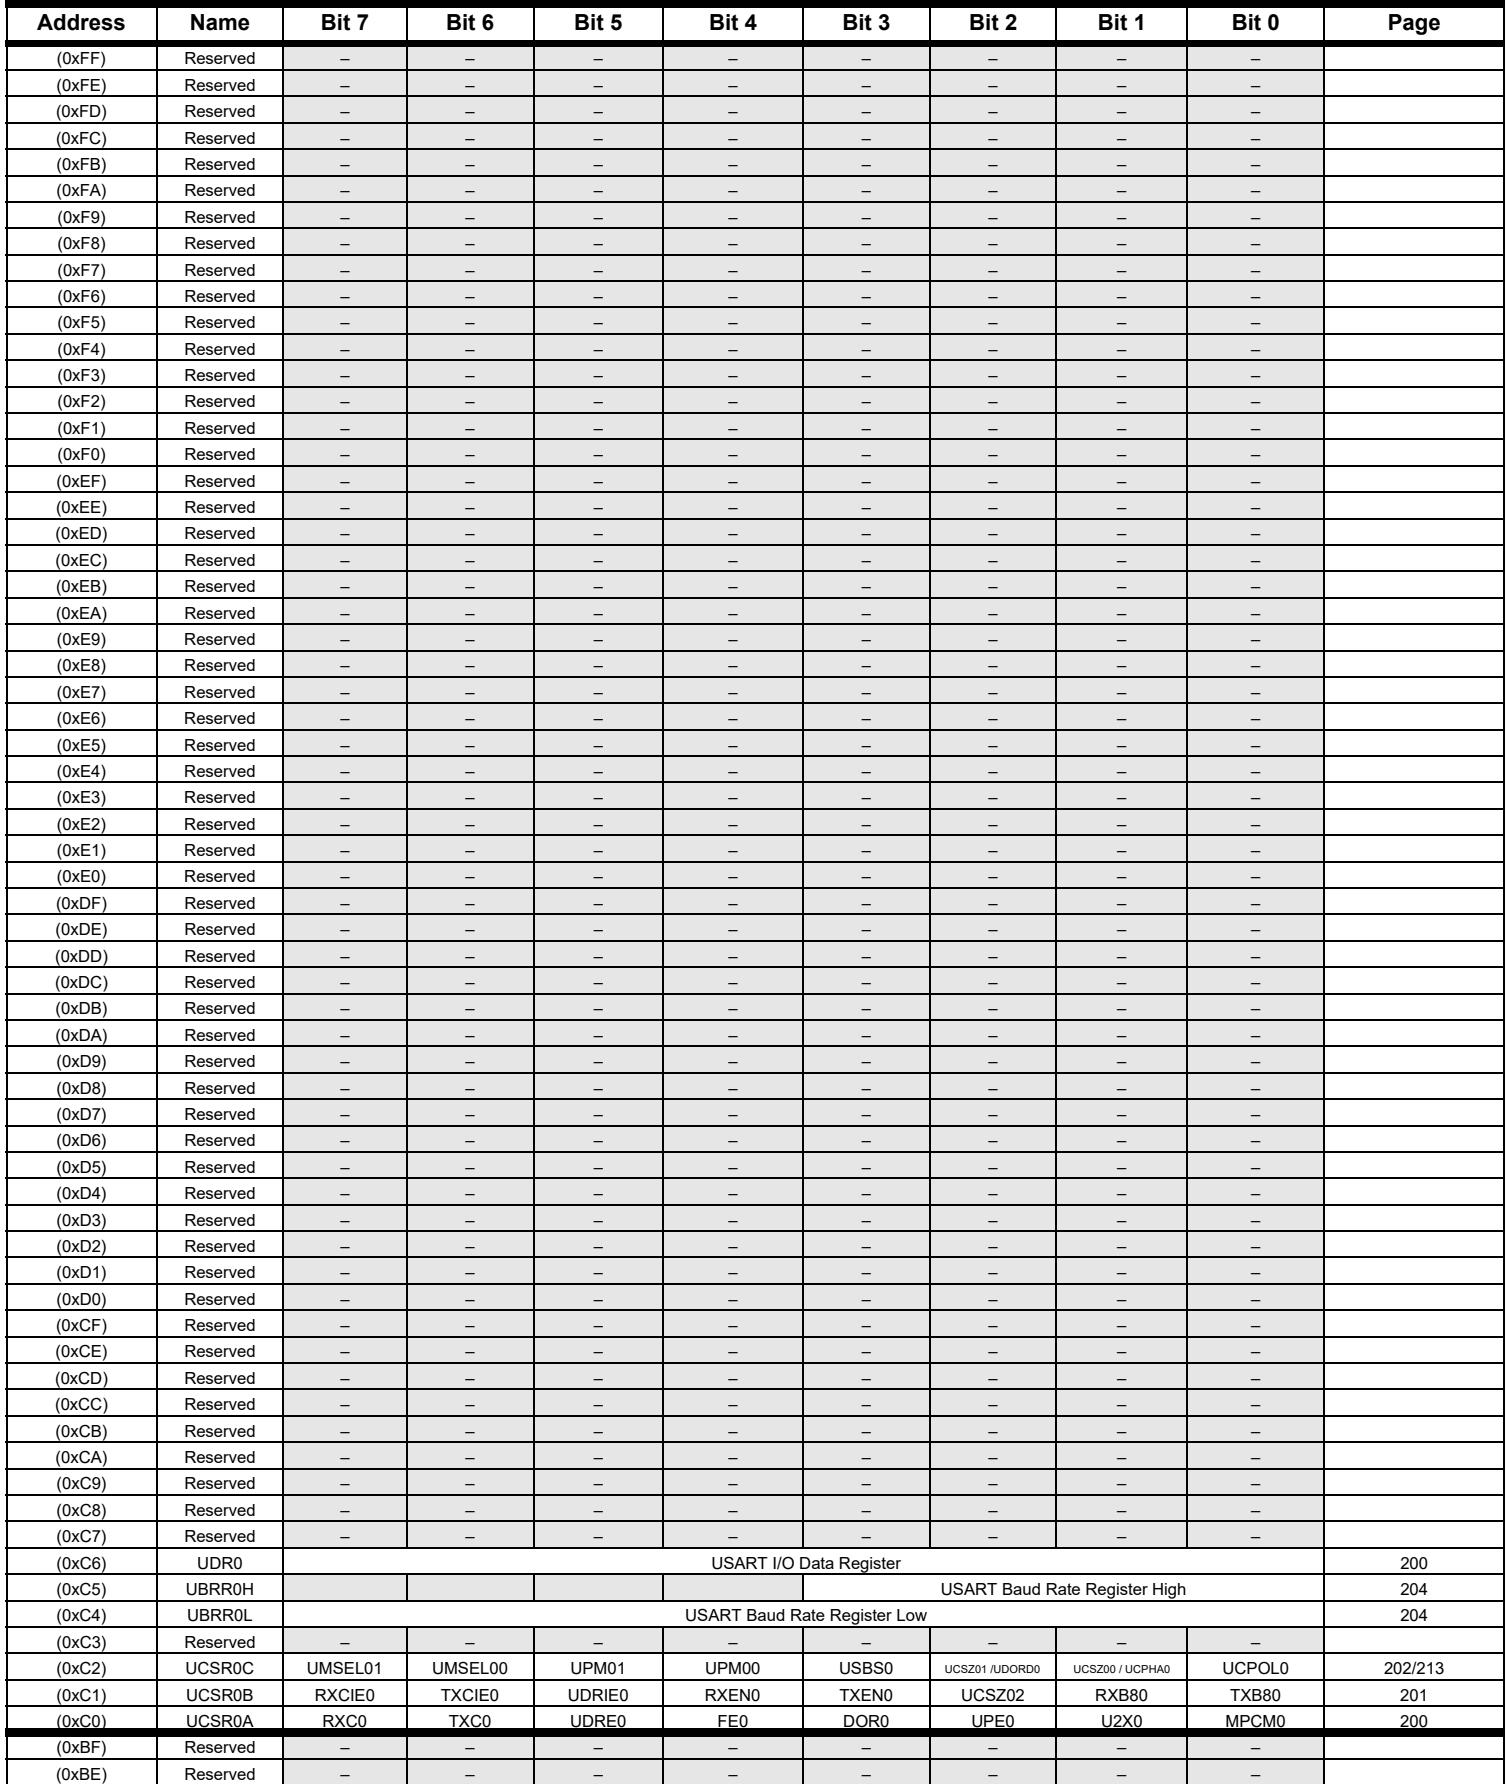 Address Name Bit 7 Bit 6 Bit 5 Bit 4 Bit 3 Bit 2 Bit 1 Bit 0 Page
(0xFF) Reserved – – – – – – – –
(0xFE) Reserved – – – – – – – –
(0xFD) Reserved – – – – – – – –
(0xFC) Reserved – – – – – – – –
(0xFB) Reserved – – – – – – – –
(0xFA) Reserved – – – – – – – –
(0xF9) Reserved – – – – – – – –
(0xF8) Reserved – – – – – – – –
(0xF7) Reserved – – – – – – – –
(0xF6) Reserved – – – – – – – –
(0xF5) Reserved – – – – – – – –
(0xF4) Reserved – – – – – – – –
(0xF3) Reserved – – – – – – – –
(0xF2) Reserved – – – – – – – –
(0xF1) Reserved – – – – – – – –
(0xF0) Reserved – – – – – – – –
(0xEF) Reserved – – – – – – – –
(0xEE) Reserved – – – – – – – –
(0xED) Reserved – – – – – – – –
(0xEC) Reserved – – – – – – – –
(0xEB) Reserved – – – – – – – –
(0xEA) Reserved – – – – – – – –
(0xE9) Reserved – – – – – – – –
(0xE8) Reserved – – – – – – – –
(0xE7) Reserved – – – – – – – –
(0xE6) Reserved – – – – – – – –
(0xE5) Reserved – – – – – – – –
(0xE4) Reserved – – – – – – – –
(0xE3) Reserved – – – – – – – –
(0xE2) Reserved – – – – – – – –
(0xE1) Reserved – – – – – – – –
(0xE0) Reserved – – – – – – – –
(0xDF) Reserved – – – – – – – –
(0xDE) Reserved – – – – – – – –
(0xDD) Reserved – – – – – – – –
(0xDC) Reserved – – – – – – – –
(0xDB) Reserved – – – – – – – –
(0xDA) Reserved – – – – – – – –
(0xD9) Reserved – – – – – – – –
(0xD8) Reserved – – – – – – – –
(0xD7) Reserved – – – – – – – –
(0xD6) Reserved – – – – – – – –
(0xD5) Reserved – – – – – – – –
(0xD4) Reserved – – – – – – – –
(0xD3) Reserved – – – – – – – –
(0xD2) Reserved – – – – – – – –
(0xD1) Reserved – – – – – – – –
(0xD0) Reserved – – – – – – – –
(0xCF) Reserved – – – – – – – –
(0xCE) Reserved – – – – – – – –
(0xCD) Reserved – – – – – – – –
(0xCC) Reserved – – – – – – – –
(0xCB) Reserved – – – – – – – –
(0xCA) Reserved – – – – – – – –
(0xC9) Reserved – – – – – – – –
(0xC8) Reserved – – – – – – – –
(0xC7) Reserved – – – – – – – –
(0xC6) UDR0 USART I/O Data Register 200
(0xC5) UBRR0H USART Baud Rate Register High 204
(0xC4) UBRR0L USART Baud Rate Register Low 204
(0xC3) Reserved – – – – – – – –
(0xC2) UCSR0C UMSEL01 UMSEL00 UPM01 UPM00 USBS0 UCSZ01 /UDORD0 UCSZ00 / UCPHA0 UCPOL0 202/213
(0xC1) UCSR0B RXCIE0 TXCIE0 UDRIE0 RXEN0 TXEN0 UCSZ02 RXB80 TXB80 201
(0xC0) UCSR0A RXC0 TXC0 UDRE0 FE0 DOR0 UPE0 U2X0 MPCM0 200
(0xBF) Reserved – – – – – – – –
(0xBE) Reserved – – – – – – – –